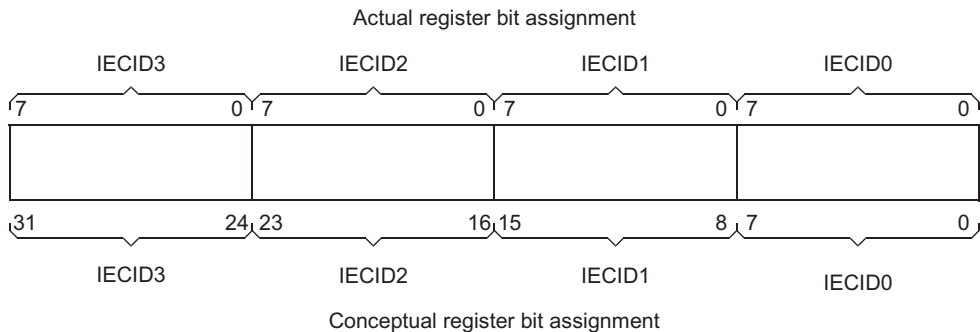 Actual register bit assignment
IECID3 IECID2 IECID1 IECID0
7 0 7 0 7 0 7 0
31 24 23 16 15 8 7 0
IECID3 IECID2 IECID1 IECID0
Conceptual register bit assignment